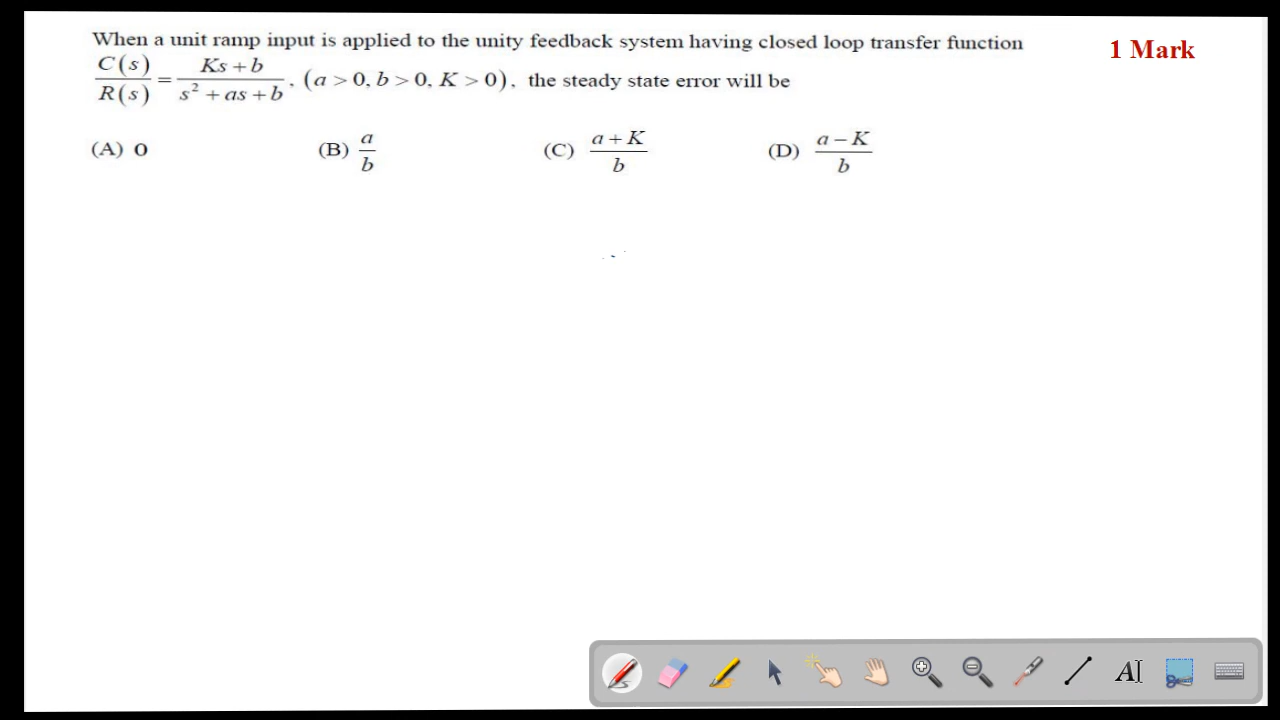 When a unit ramp input is applied to the unity feedback system having closed loop transfer function
C(s)/R(s) = (Ks + b)/(s² + as + b), (a > 0, b > 0, K > 0), the steady state error will be
1 Mark
(A) 0 (B) a/b (C) (a + K)/b (D) (a − K)/b
AI